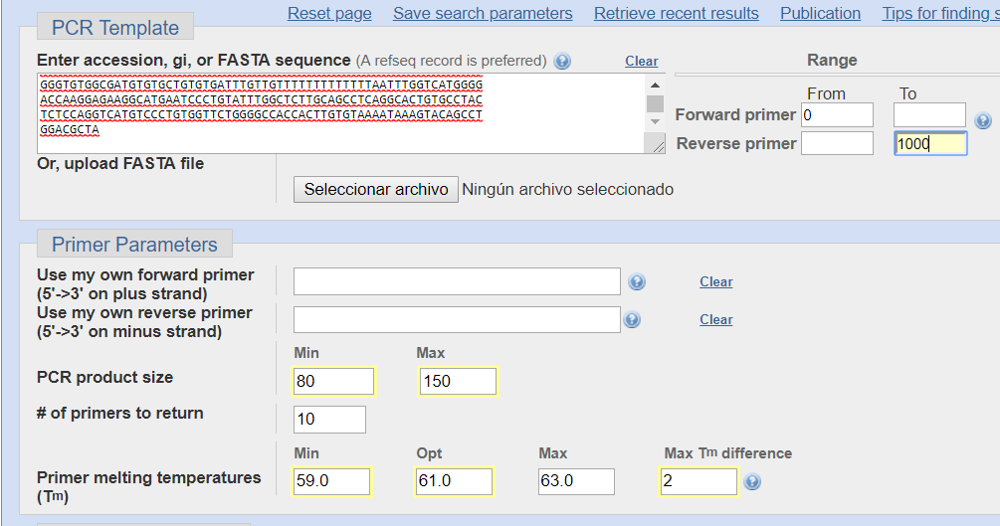 Reset page Save search parameters Retrieve recent results Publication Tips for finding s
PCR Template
Enter accession, gi, or FASTA sequence (A refseq record is preferred) Clear Range
GGGTGTGGCGATGTGTGCTGTGTGATTTGTTGTTTTTTTTTTTTTAATTTGGTCATGGGG
ACCAAGGAGAAGGCATGAATCCCTGTATTTGGCTCTTGCAGCCTCAGGCACTGTGCCTAC
TCTCCAGGTCATGTCCCTGTGGTTCTGGGGCCACCACTTGTGTAAAATAAAGTACAGCCT
GGACGCTA
From To
Forward primer 0
Reverse primer 1000
Or, upload FASTA file
Seleccionar archivo Ningún archivo seleccionado
Primer Parameters
Use my own forward primer
(5'->3' on plus strand) Clear
Use my own reverse primer
(5'->3' on minus strand) Clear
Min Max
PCR product size 80 150
# of primers to return 10
Min Opt Max Max Tm difference
Primer melting temperatures
(Tm) 59.0 61.0 63.0 2